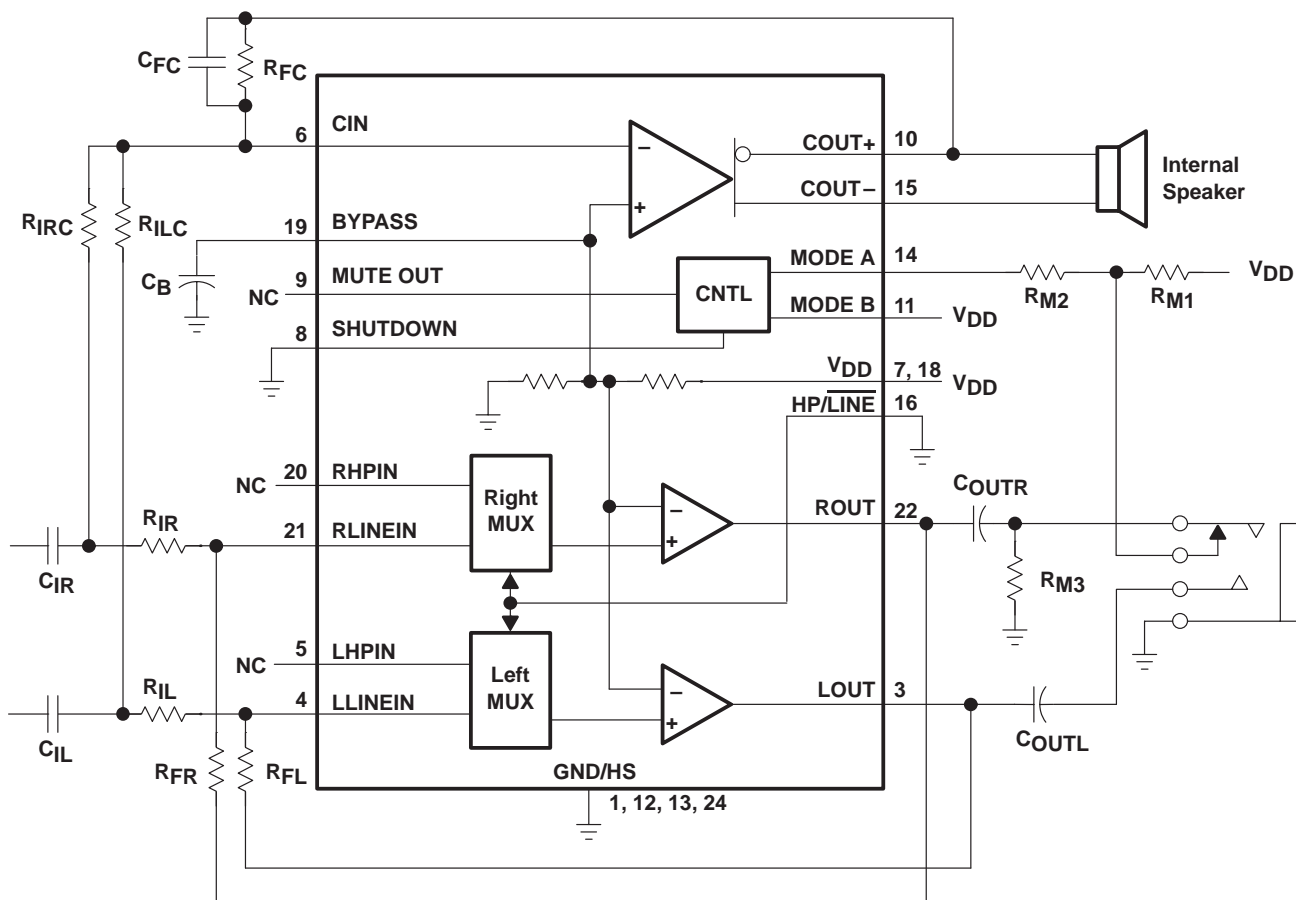 CFC
RFC
6 CIN
COUT+ 10
COUT− 15
Internal
Speaker
−
+
RIRC
RILC
19 BYPASS
CB
NC 9 MUTE OUT
8 SHUTDOWN
CNTL
MODE A 14
MODE B 11
RM2
RM1
VDD
VDD
VDD 7, 18
VDD
HP/LINE 16
NC 20 RHPIN
21 RLINEIN
Right
MUX
−
+
ROUT 22
COUTR
RM3
RIR
CIR
NC 5 LHPIN
4 LLINEIN
Left
MUX
−
+
LOUT 3
COUTL
RIL
CIL
RFR
RFL
GND/HS
1, 12, 13, 24